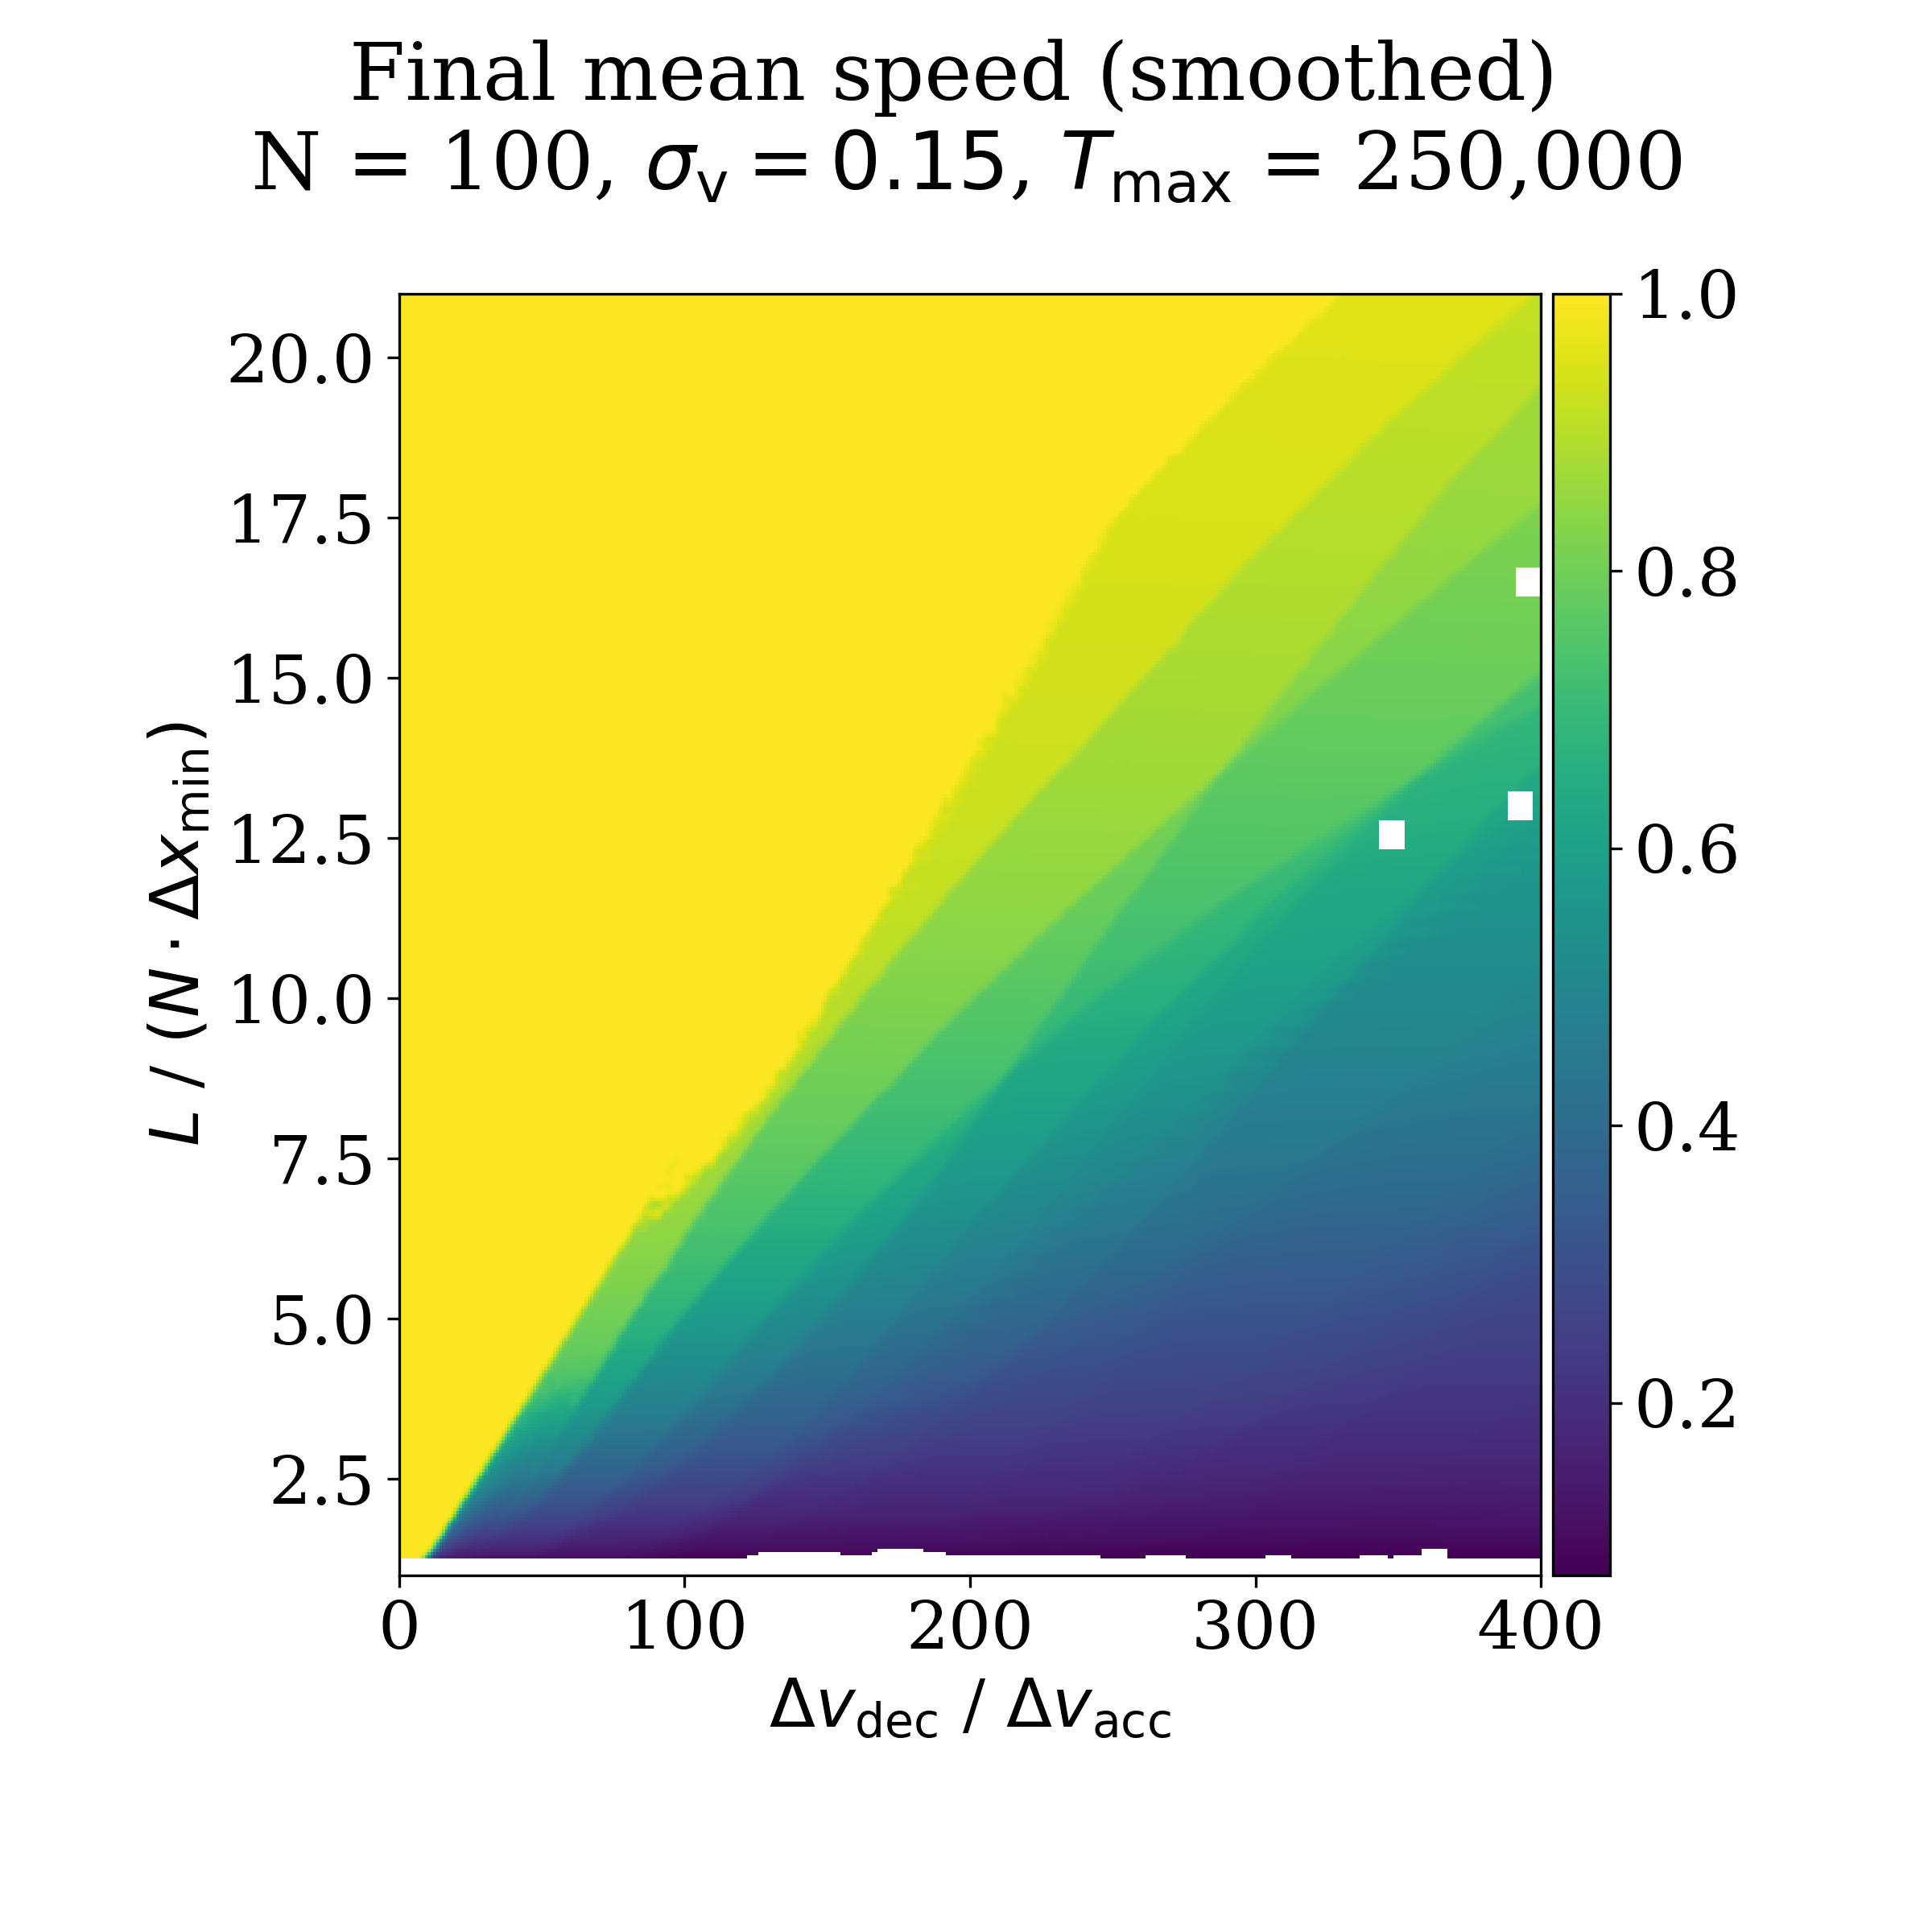 Final mean speed (smoothed)
N = 100, σv = 0.15, Tmax = 250,000
L / (N · Δxmin)
20.0
17.5
15.0
12.5
10.0
7.5
5.0
2.5
0 100 200 300 400
Δvdec / Δvacc
1.0
0.8
0.6
0.4
0.2